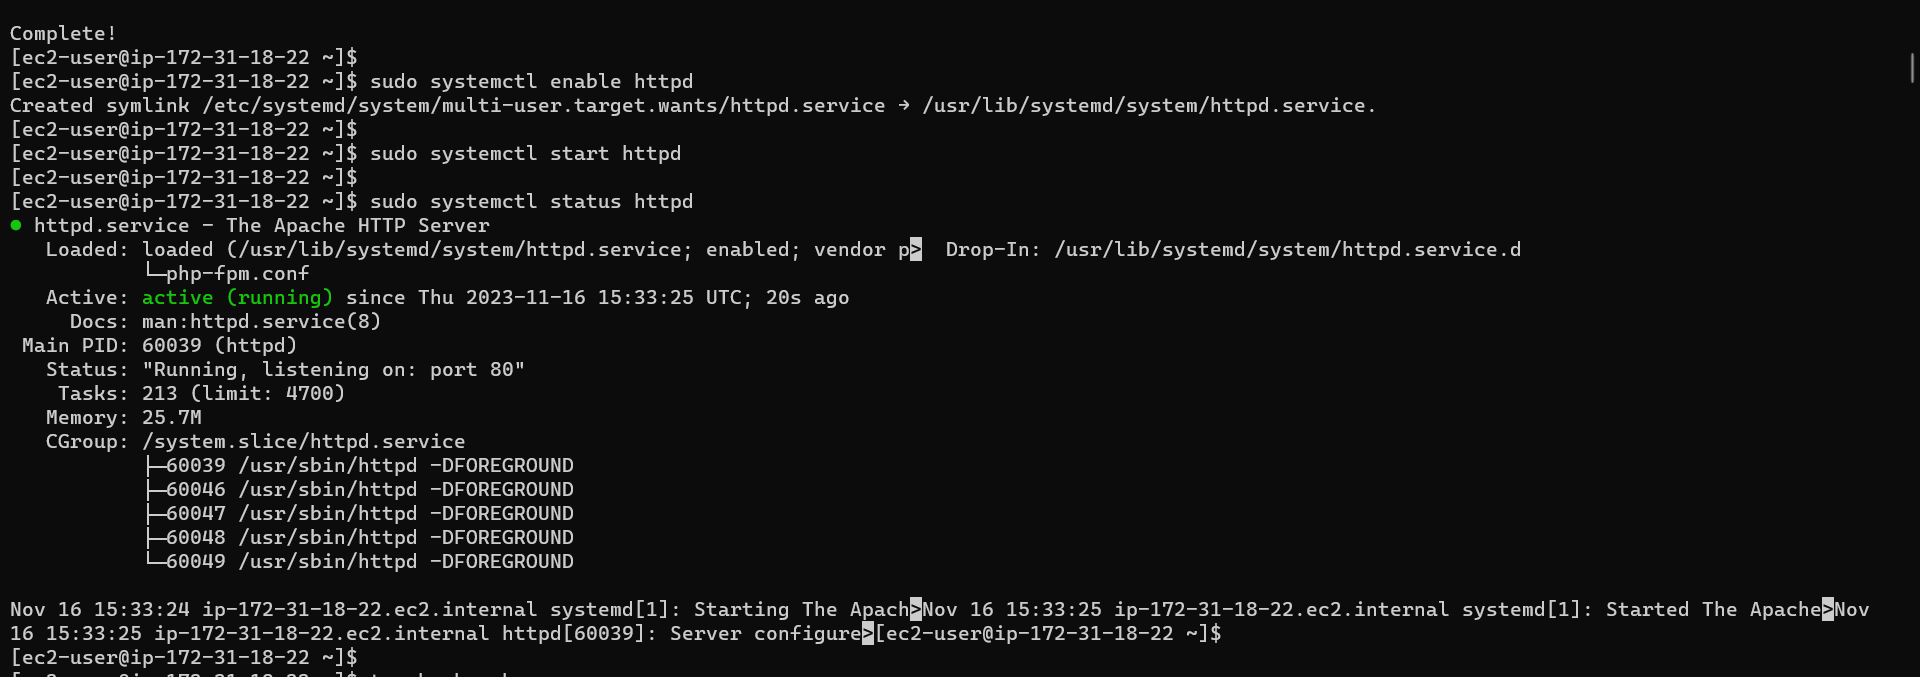 Complete!
[ec2-user@ip-172-31-18-22 ~]$
[ec2-user@ip-172-31-18-22 ~]$ sudo systemctl enable httpd
Created symlink /etc/systemd/system/multi-user.target.wants/httpd.service → /usr/lib/systemd/system/httpd.service.
[ec2-user@ip-172-31-18-22 ~]$
[ec2-user@ip-172-31-18-22 ~]$ sudo systemctl start httpd
[ec2-user@ip-172-31-18-22 ~]$
[ec2-user@ip-172-31-18-22 ~]$ sudo systemctl status httpd
● httpd.service - The Apache HTTP Server
   Loaded: loaded (/usr/lib/systemd/system/httpd.service; enabled; vendor p>  Drop-In: /usr/lib/systemd/system/httpd.service.d
           └─php-fpm.conf
   Active: active (running) since Thu 2023-11-16 15:33:25 UTC; 20s ago
     Docs: man:httpd.service(8)
 Main PID: 60039 (httpd)
   Status: "Running, listening on: port 80"
    Tasks: 213 (limit: 4700)
   Memory: 25.7M
   CGroup: /system.slice/httpd.service
           ├─60039 /usr/sbin/httpd -DFOREGROUND
           ├─60046 /usr/sbin/httpd -DFOREGROUND
           ├─60047 /usr/sbin/httpd -DFOREGROUND
           ├─60048 /usr/sbin/httpd -DFOREGROUND
           └─60049 /usr/sbin/httpd -DFOREGROUND
Nov 16 15:33:24 ip-172-31-18-22.ec2.internal systemd[1]: Starting The Apach>Nov 16 15:33:25 ip-172-31-18-22.ec2.internal systemd[1]: Started The Apache>Nov
16 15:33:25 ip-172-31-18-22.ec2.internal httpd[60039]: Server configure>[ec2-user@ip-172-31-18-22 ~]$
[ec2-user@ip-172-31-18-22 ~]$